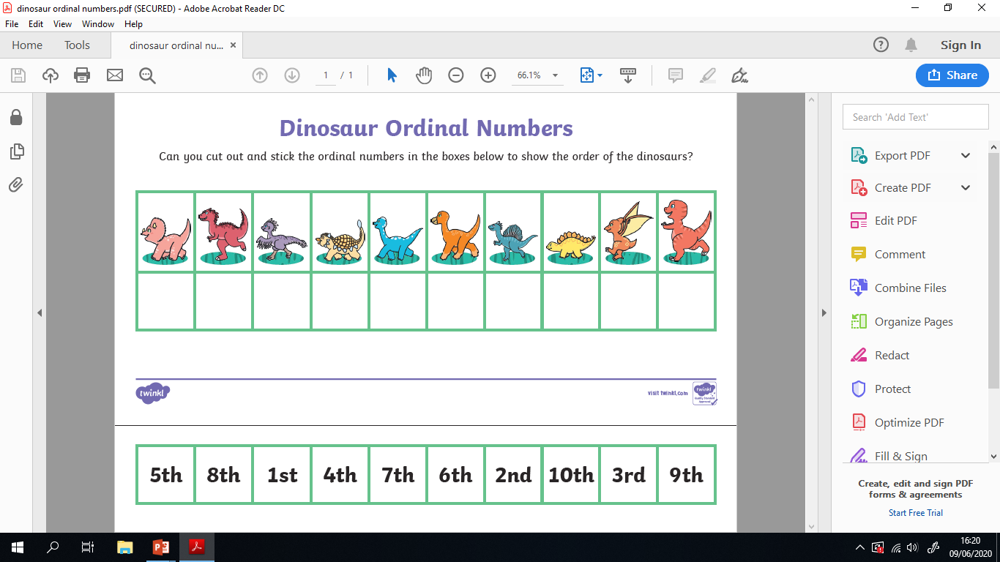 dinosaur ordinal numbers.pdf (SECURED) - Adobe Acrobat Reader DC
File Edit View Window Help
Home Tools dinosaur ordinal nu... × Sign In
1 / 1 66.1% Share
Dinosaur Ordinal Numbers
Can you cut out and stick the ordinal numbers in the boxes below to show the order of the dinosaurs?
twinkl
visit twinkl.com
twinkl
Quality Standard
Approved
5th 8th 1st 4th 7th 6th 2nd 10th 3rd 9th
Search 'Add Text'
Export PDF
Create PDF
Edit PDF
Comment
Combine Files
Organize Pages
Redact
Protect
Optimize PDF
Fill & Sign
Create, edit and sign PDF
forms & agreements
Start Free Trial
16:20
09/06/2020